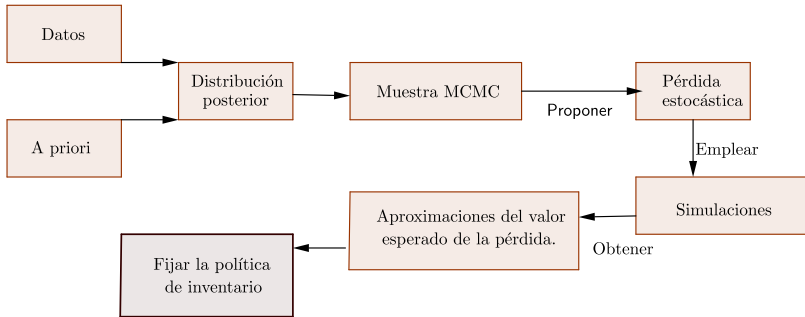 Datos
A priori
Distribución
posterior
Muestra MCMC
Proponer
Pérdida
estocástica
Emplear
Simulaciones
Obtener
Aproximaciones del valor
esperado de la pérdida.
Fijar la política
de inventario